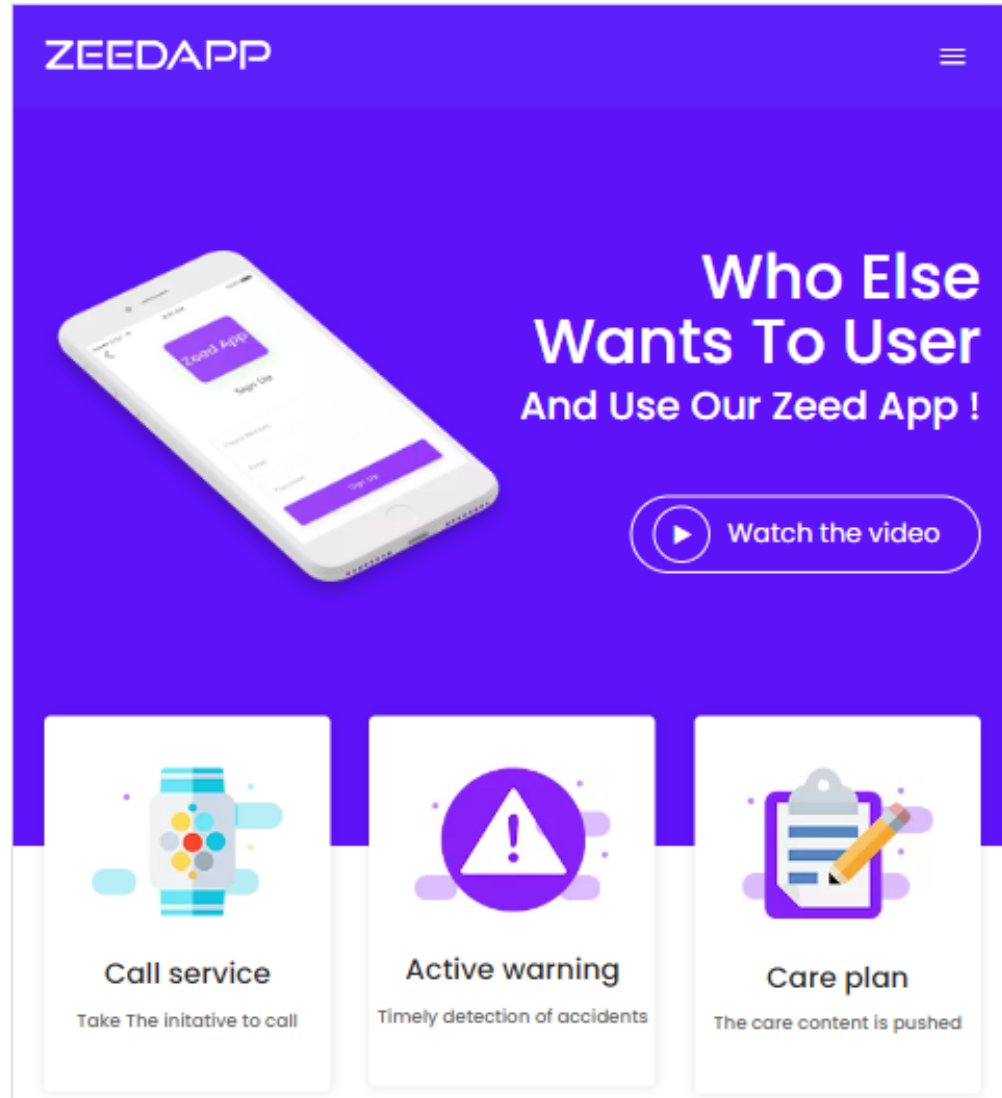 ZEEDAPP
Who Else
Wants To User
And Use Our Zeed App !
Watch the video
Zeed App
Sign Up
Email
Sign Up
Call service
Take The initative to call
Active warning
Timely detection of accidents
Care plan
The care content is pushed